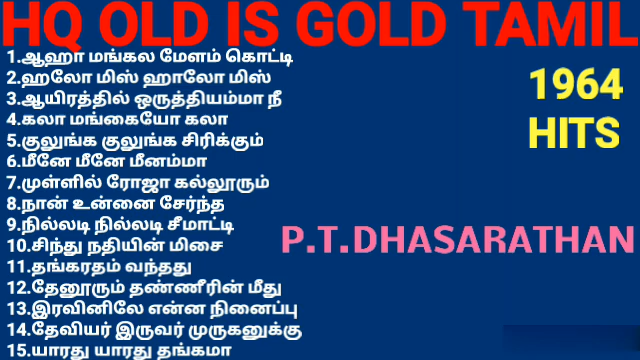 HQ OLD IS GOLD TAMIL
1.ஆஹா மங்கல மேளம் கொட்டி
2.ஹலோ மிஸ் ஹாலோ மிஸ்
3.ஆயிரத்தில் ஒருத்தியம்மா நீ
4.கலா மங்கையோ கலா
5.குலுங்க குலுங்க சிரிக்கும்
6.மீனே மீனே மீனம்மா
7.முள்ளில் ரோஜா கல்லூரும்
8.நான் உன்னை சேர்ந்த
9.நில்லடி நில்லடி சீமாட்டி
10.சிந்து நதியின் மிசை
11.தங்கரதம் வந்தது
12.தேனூரும் தண்ணீரின் மீது
13.இரவினிலே என்ன நினைப்பு
14.தேவியர் இருவர் முருகனுக்கு
15.யாரது யாரது தங்கமா
1964
HITS
P.T.DHASARATHAN